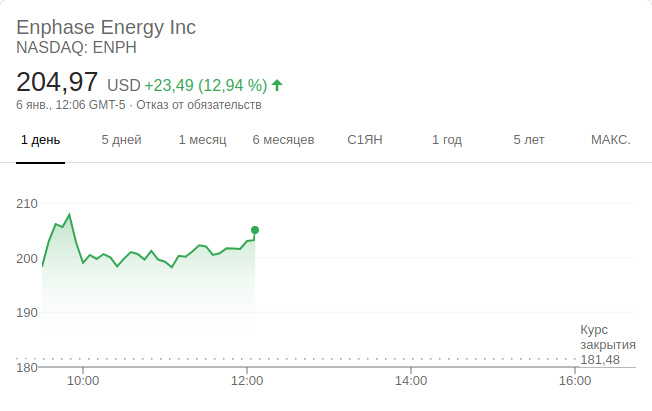 Enphase Energy Inc
NASDAQ: ENPH
204,97 USD +23,49 (12,94 %)
6 янв., 12:06 GMT-5 · Отказ от обязательств
1 день 5 дней 1 месяц 6 месяцев С1ЯН 1 год 5 лет МАКС.
210
200
190
Курс
закрытия
181,48
180
10:00 12:00 14:00 16:00